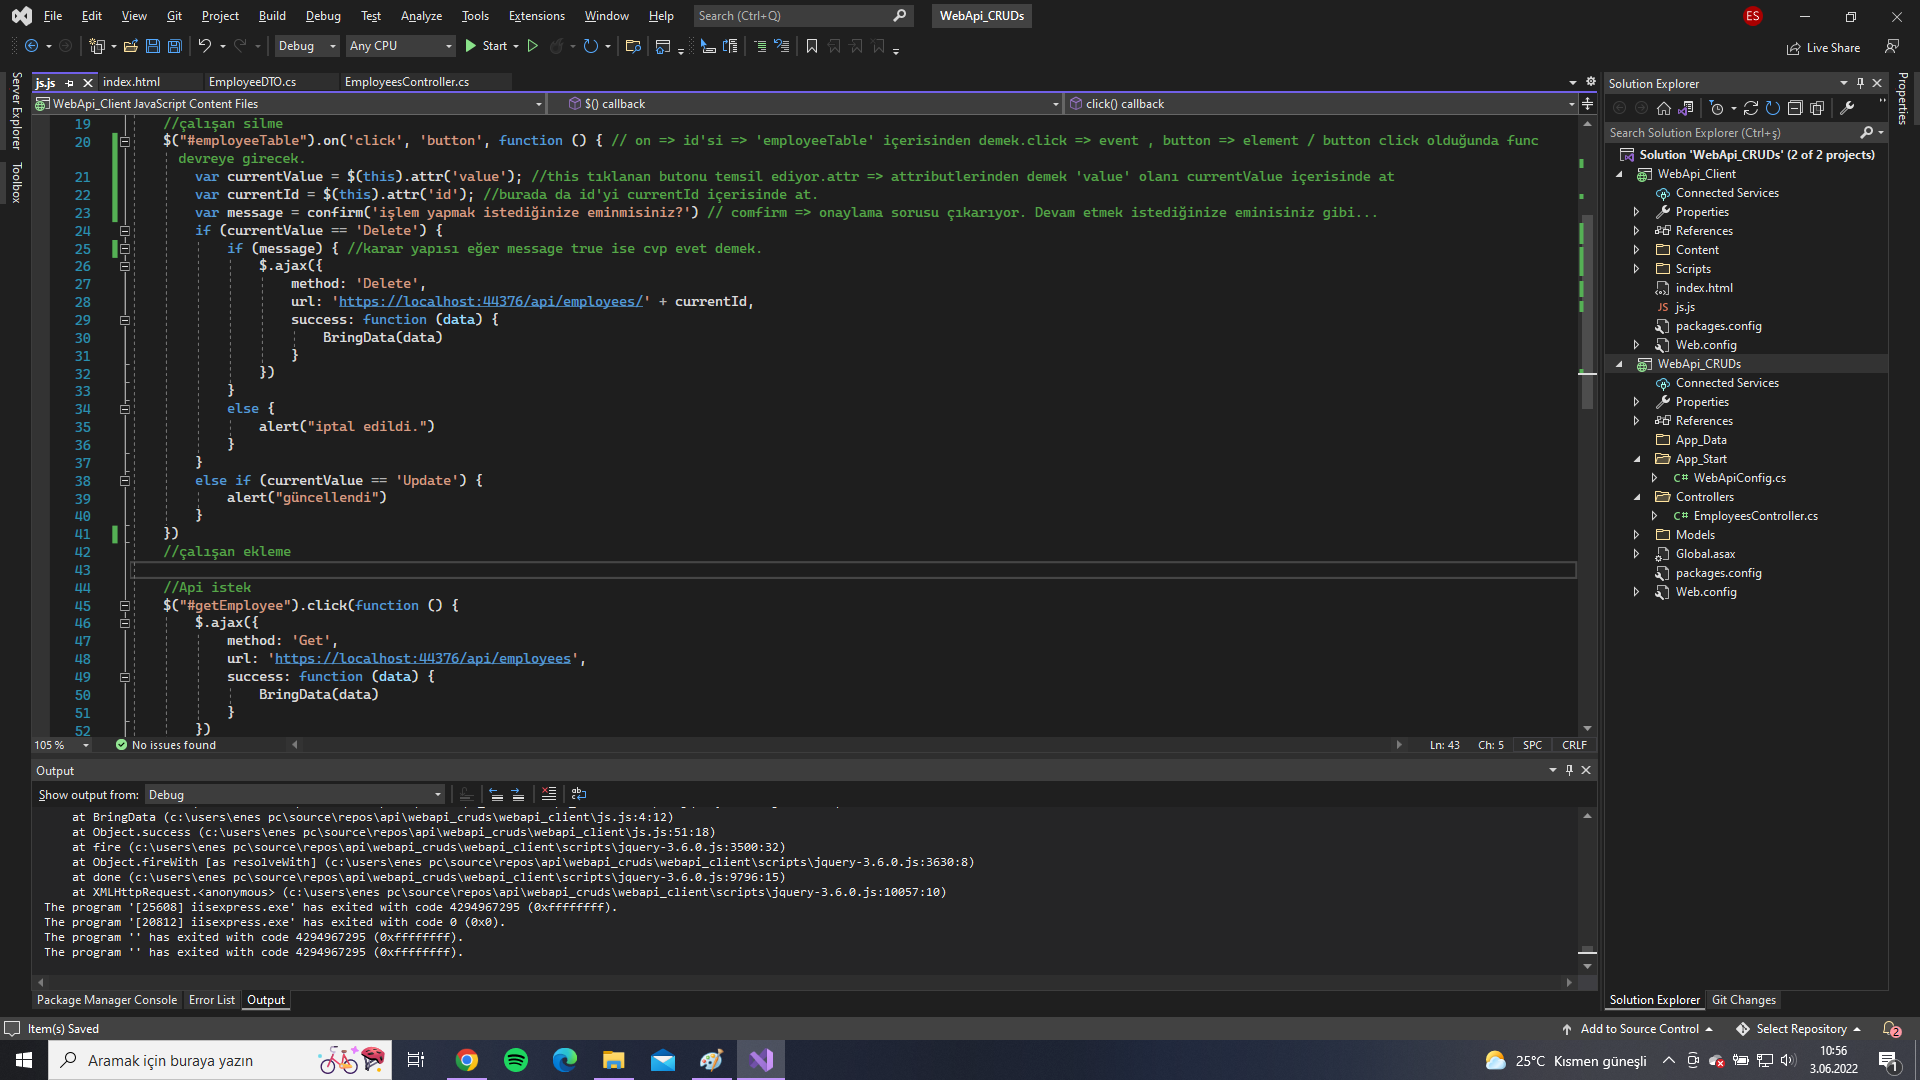 File Edit View Git Project Build Debug Test Analyze Tools Extensions Window Help Search (Ctrl+Q) WebApi_CRUDs ES
Debug Any CPU Start Live Share
Server Explorer
Toolbox
js.js index.html EmployeeDTO.cs EmployeesController.cs
WebApi_Client JavaScript Content Files $() callback click() callback
19 //çalışan silme
20 $("#employeeTable").on('click', 'button', function () { // on => id'si => 'employeeTable' içerisinden demek.click => event , button => element / button click olduğunda func
devreye girecek.
21 var currentValue = $(this).attr('value'); //this tıklanan butonu temsil ediyor.attr => attributlerinden demek 'value' olanı currentValue içerisinde at
22 var currentId = $(this).attr('id'); //burada da id'yi currentId içerisinde at.
23 var message = confirm('işlem yapmak istediğinize eminmisiniz?') // comfirm => onaylama sorusu çıkarıyor. Devam etmek istediğinize eminisiniz gibi...
24 if (currentValue == 'Delete') {
25 if (message) { //karar yapısı eğer message true ise cvp evet demek.
26 $.ajax({
27 method: 'Delete',
28 url: 'https://localhost:44376/api/employees/' + currentId,
29 success: function (data) {
30 BringData(data)
31 }
32 })
33 }
34 else {
35 alert("iptal edildi.")
36 }
37 }
38 else if (currentValue == 'Update') {
39 alert("güncellendi")
40 }
41 })
42 //çalışan ekleme
43
44 //Api istek
45 $("#getEmployee").click(function () {
46 $.ajax({
47 method: 'Get',
48 url: 'https://localhost:44376/api/employees',
49 success: function (data) {
50 BringData(data)
51 }
52 })
105 % No issues found Ln: 43 Ch: 5 SPC CRLF
Output
Show output from: Debug
at BringData (c:\users\enes pc\source\repos\api\webapi_cruds\webapi_client\js.js:4:12)
at Object.success (c:\users\enes pc\source\repos\api\webapi_cruds\webapi_client\js.js:51:18)
at fire (c:\users\enes pc\source\repos\api\webapi_cruds\webapi_client\scripts\jquery-3.6.0.js:3500:32)
at Object.fireWith [as resolveWith] (c:\users\enes pc\source\repos\api\webapi_cruds\webapi_client\scripts\jquery-3.6.0.js:3630:8)
at done (c:\users\enes pc\source\repos\api\webapi_cruds\webapi_client\scripts\jquery-3.6.0.js:9796:15)
at XMLHttpRequest.<anonymous> (c:\users\enes pc\source\repos\api\webapi_cruds\webapi_client\scripts\jquery-3.6.0.js:10057:10)
The program '[25608] iisexpress.exe' has exited with code 4294967295 (0xffffffff).
The program '[20812] iisexpress.exe' has exited with code 0 (0x0).
The program '' has exited with code 4294967295 (0xffffffff).
The program '' has exited with code 4294967295 (0xffffffff).
Package Manager Console Error List Output
Solution Explorer
Search Solution Explorer (Ctrl+ş)
Solution 'WebApi_CRUDs' (2 of 2 projects)
WebApi_Client
Connected Services
Properties
References
Content
Scripts
index.html
JS js.js
packages.config
Web.config
WebApi_CRUDs
Connected Services
Properties
References
App_Data
App_Start
C# WebApiConfig.cs
Controllers
C# EmployeesController.cs
Models
Global.asax
packages.config
Web.config
Solution Explorer Git Changes
Properties
Item(s) Saved Add to Source Control Select Repository 2
Aramak için buraya yazın 25°C Kısmen güneşli 10:56
3.06.2022 1